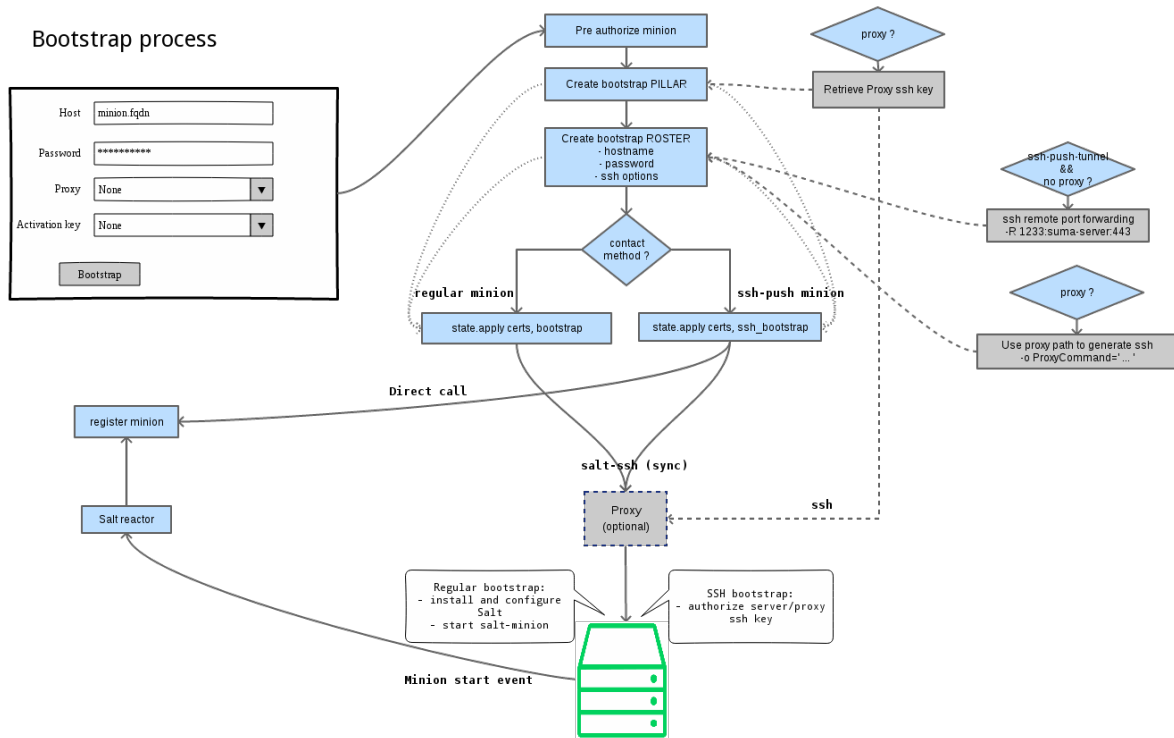 Bootstrap process
Host
minion.fqdn
Password
**********
Proxy
None
Activation key
None
Bootstrap
Pre authorize minion
Create bootstrap PILLAR
Create bootstrap ROSTER
- hostname
- password
- ssh options
contact
method ?
regular minion
ssh-push minion
state.apply certs, bootstrap
state.apply certs, ssh_bootstrap
proxy ?
Retrieve Proxy ssh key
ssh-push-tunnel
&&
no proxy ?
ssh remote port forwarding
-R 1233:suma-server:443
proxy ?
Use proxy path to generate ssh
-o ProxyCommand=' ... '
Direct call
register minion
Salt reactor
salt-ssh (sync)
Proxy
(optional)
ssh
Regular bootstrap:
- install and configure
Salt
- start salt-minion
SSH bootstrap:
- authorize server/proxy
ssh key
Minion start event